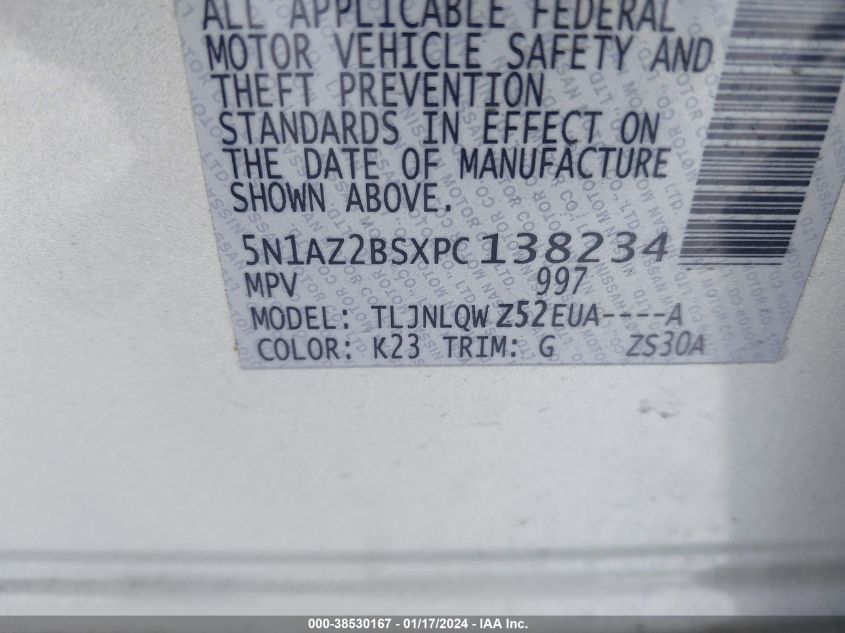 ALL APPLICABLE FEDERAL
MOTOR VEHICLE SAFETY AND
THEFT PREVENTION
STANDARDS IN EFFECT ON
THE DATE OF MANUFACTURE
SHOWN ABOVE.
5N1AZ2BSXPC138234
MPV 997
MODEL: TLJNLQW Z52EUA----A
COLOR: K23 TRIM: G ZS30A
000-38530167 - 01/17/2024 - IAA Inc.